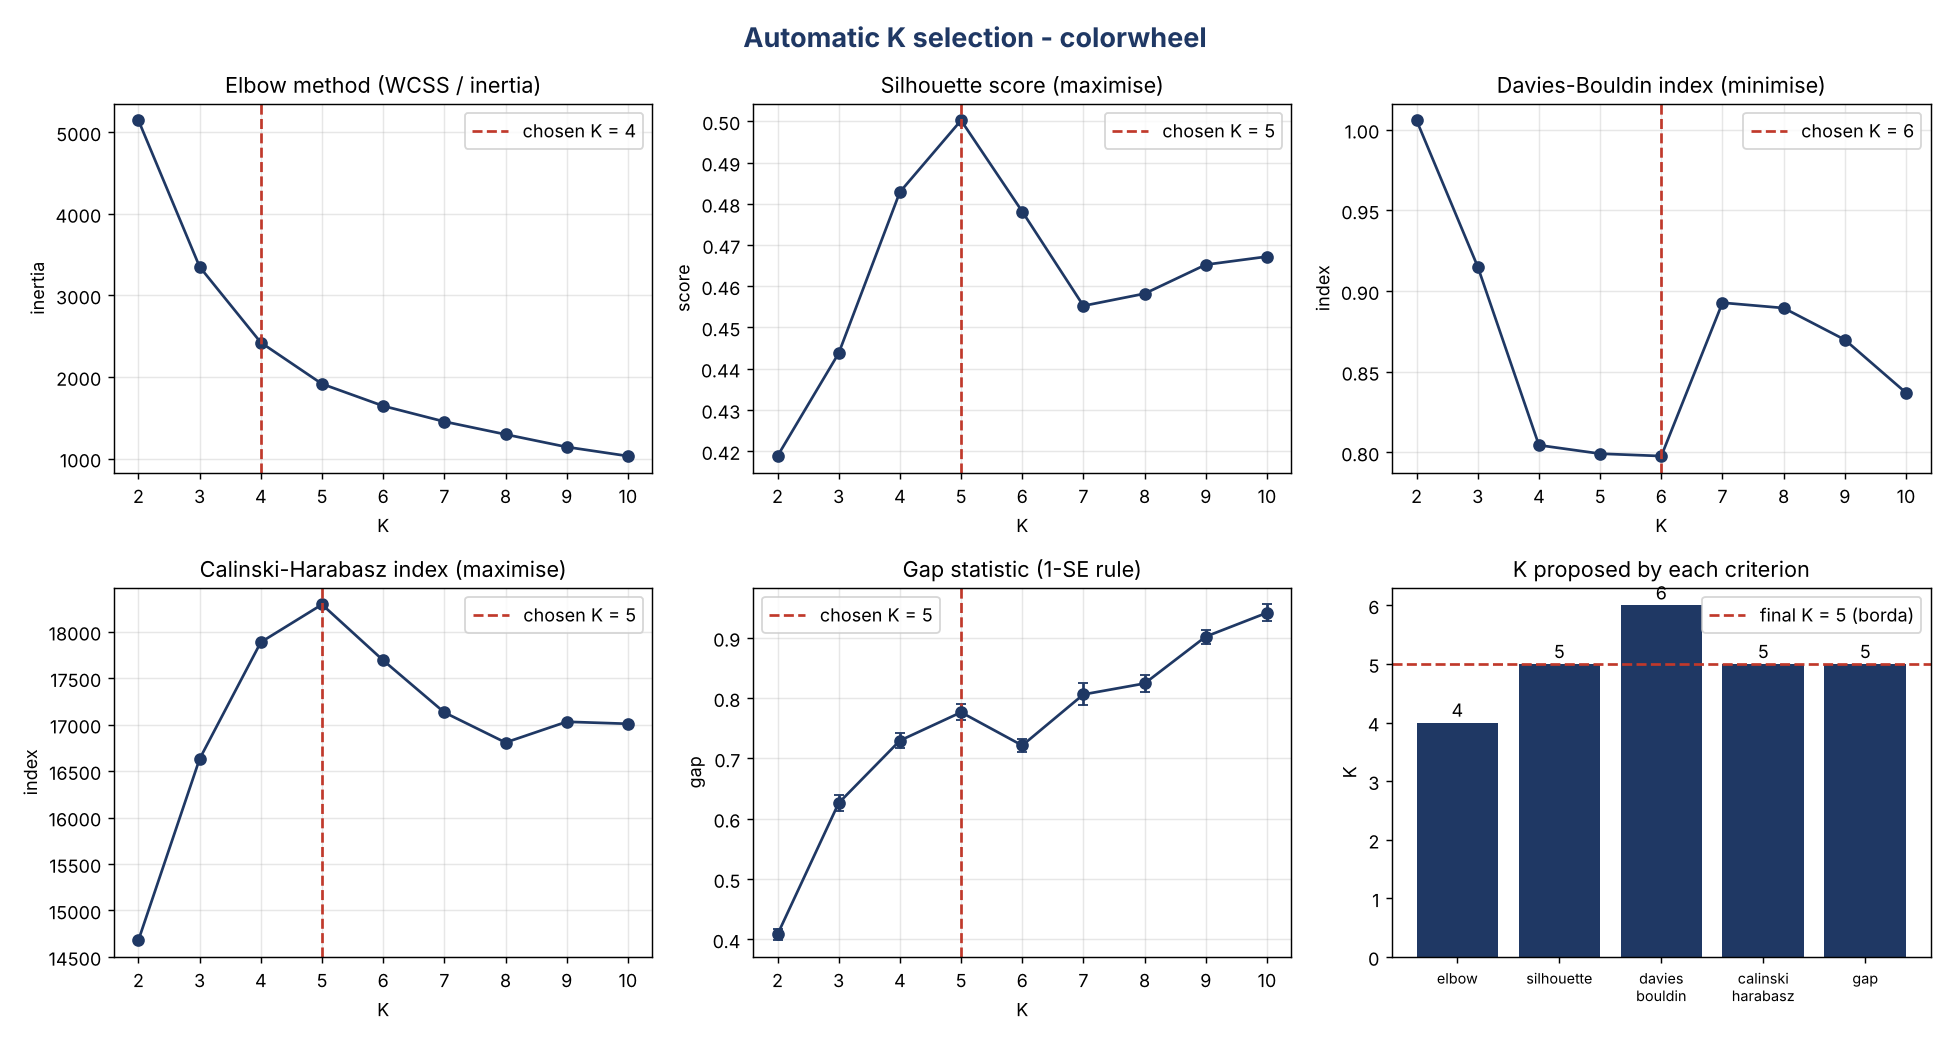 Automatic K selection - colorwheel
Elbow method (WCSS / inertia)
chosen K = 4
5000
4000
3000
2000
1000
inertia
2 3 4 5 6 7 8 9 10
K
Silhouette score (maximise)
chosen K = 5
0.50
0.49
0.48
0.47
0.46
0.45
0.44
0.43
0.42
score
2 3 4 5 6 7 8 9 10
K
Davies-Bouldin index (minimise)
chosen K = 6
1.00
0.95
0.90
0.85
0.80
index
2 3 4 5 6 7 8 9 10
K
Calinski-Harabasz index (maximise)
chosen K = 5
18000
17500
17000
16500
16000
15500
15000
14500
index
2 3 4 5 6 7 8 9 10
K
Gap statistic (1-SE rule)
chosen K = 5
0.9
0.8
0.7
0.6
0.5
0.4
gap
2 3 4 5 6 7 8 9 10
K
K proposed by each criterion
final K = 5 (borda)
6
5
4
3
2
1
0
K
4
5
6
5
5
elbow
silhouette
davies
bouldin
calinski
harabasz
gap